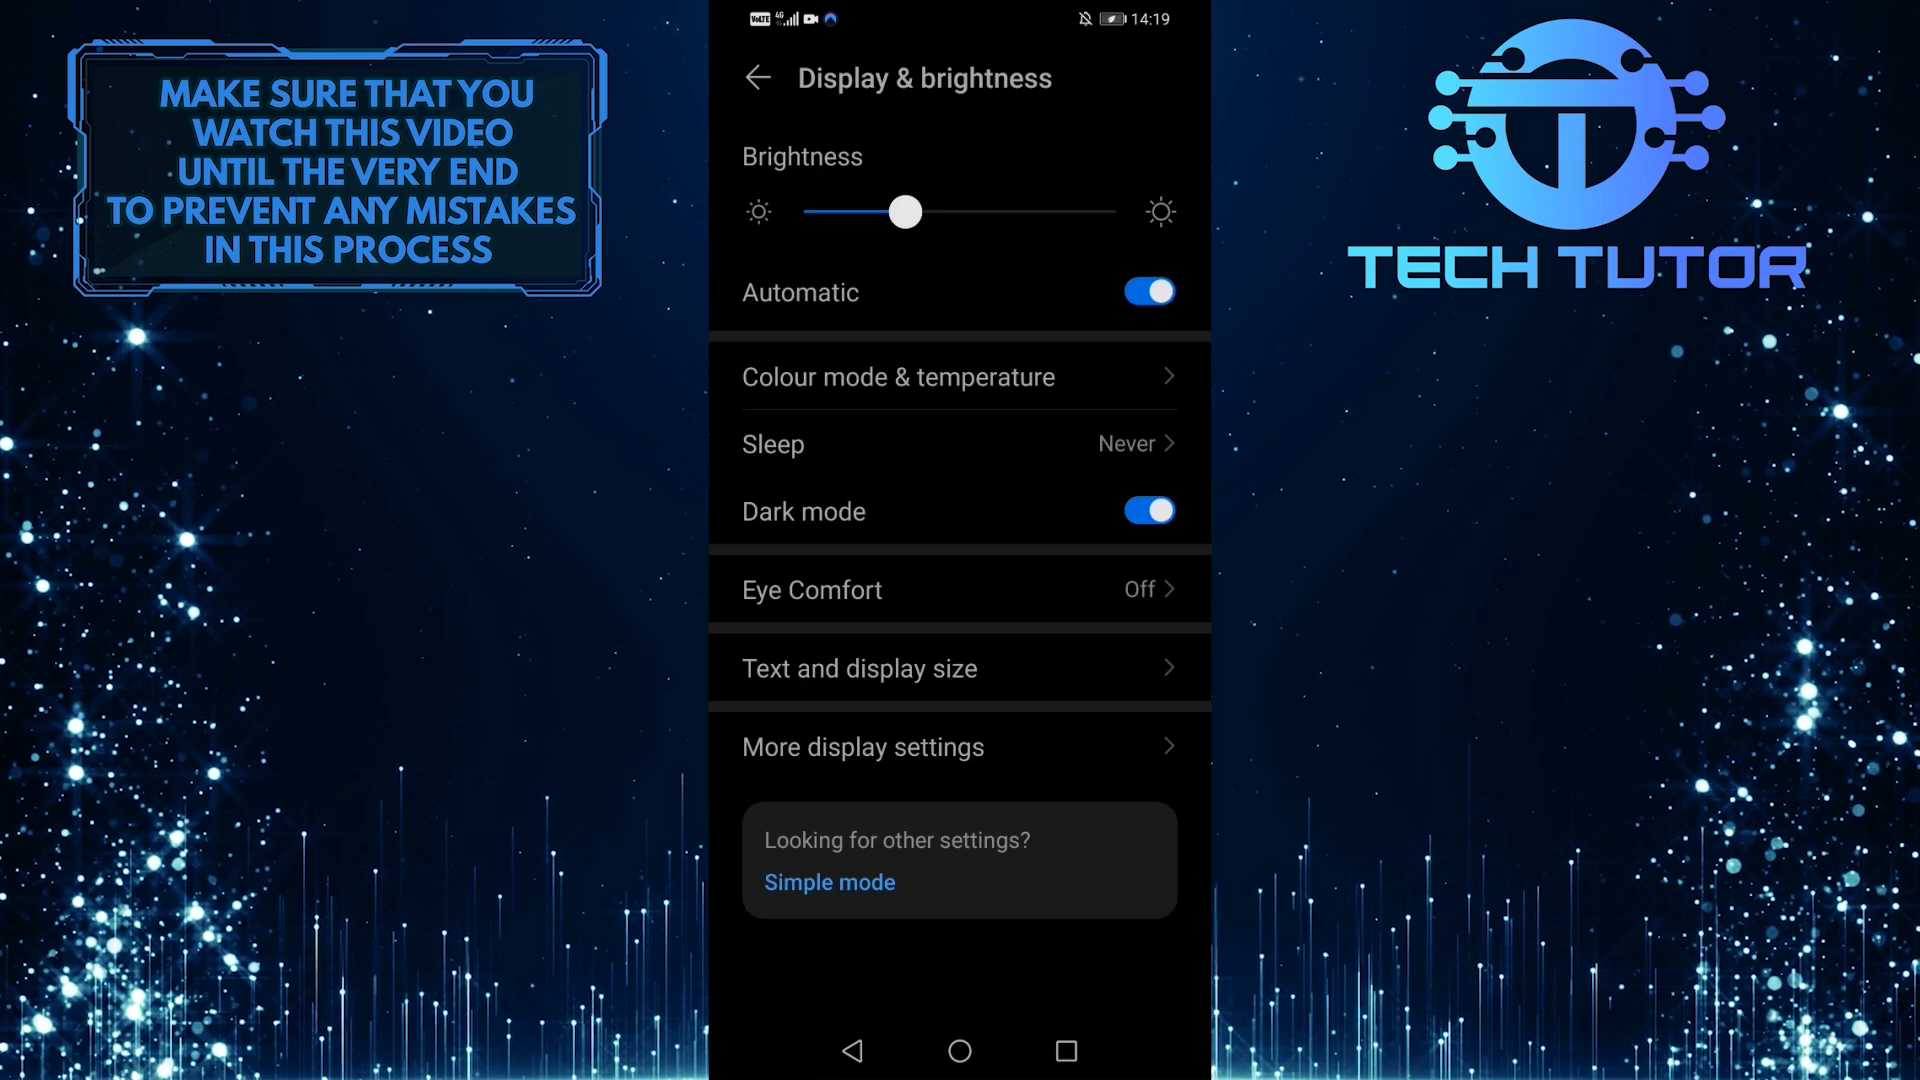 MAKE SURE THAT YOU
WATCH THIS VIDEO
UNTIL THE VERY END
TO PREVENT ANY MISTAKES
IN THIS PROCESS
VoLTE 4G 14:19
Display & brightness
Brightness
Automatic
Colour mode & temperature
Sleep Never
Dark mode
Eye Comfort Off
Text and display size
More display settings
Looking for other settings?
Simple mode
TECH TUTOR